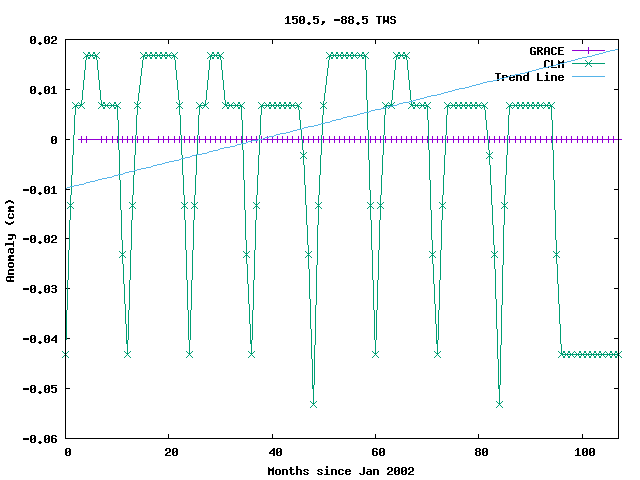 150.5, -88.5 TWS
GRACE
CLM
Trend Line
0.02
0.01
0
-0.01
-0.02
-0.03
-0.04
-0.05
-0.06
Anomaly (cm)
0 20 40 60 80 100
Months since Jan 2002